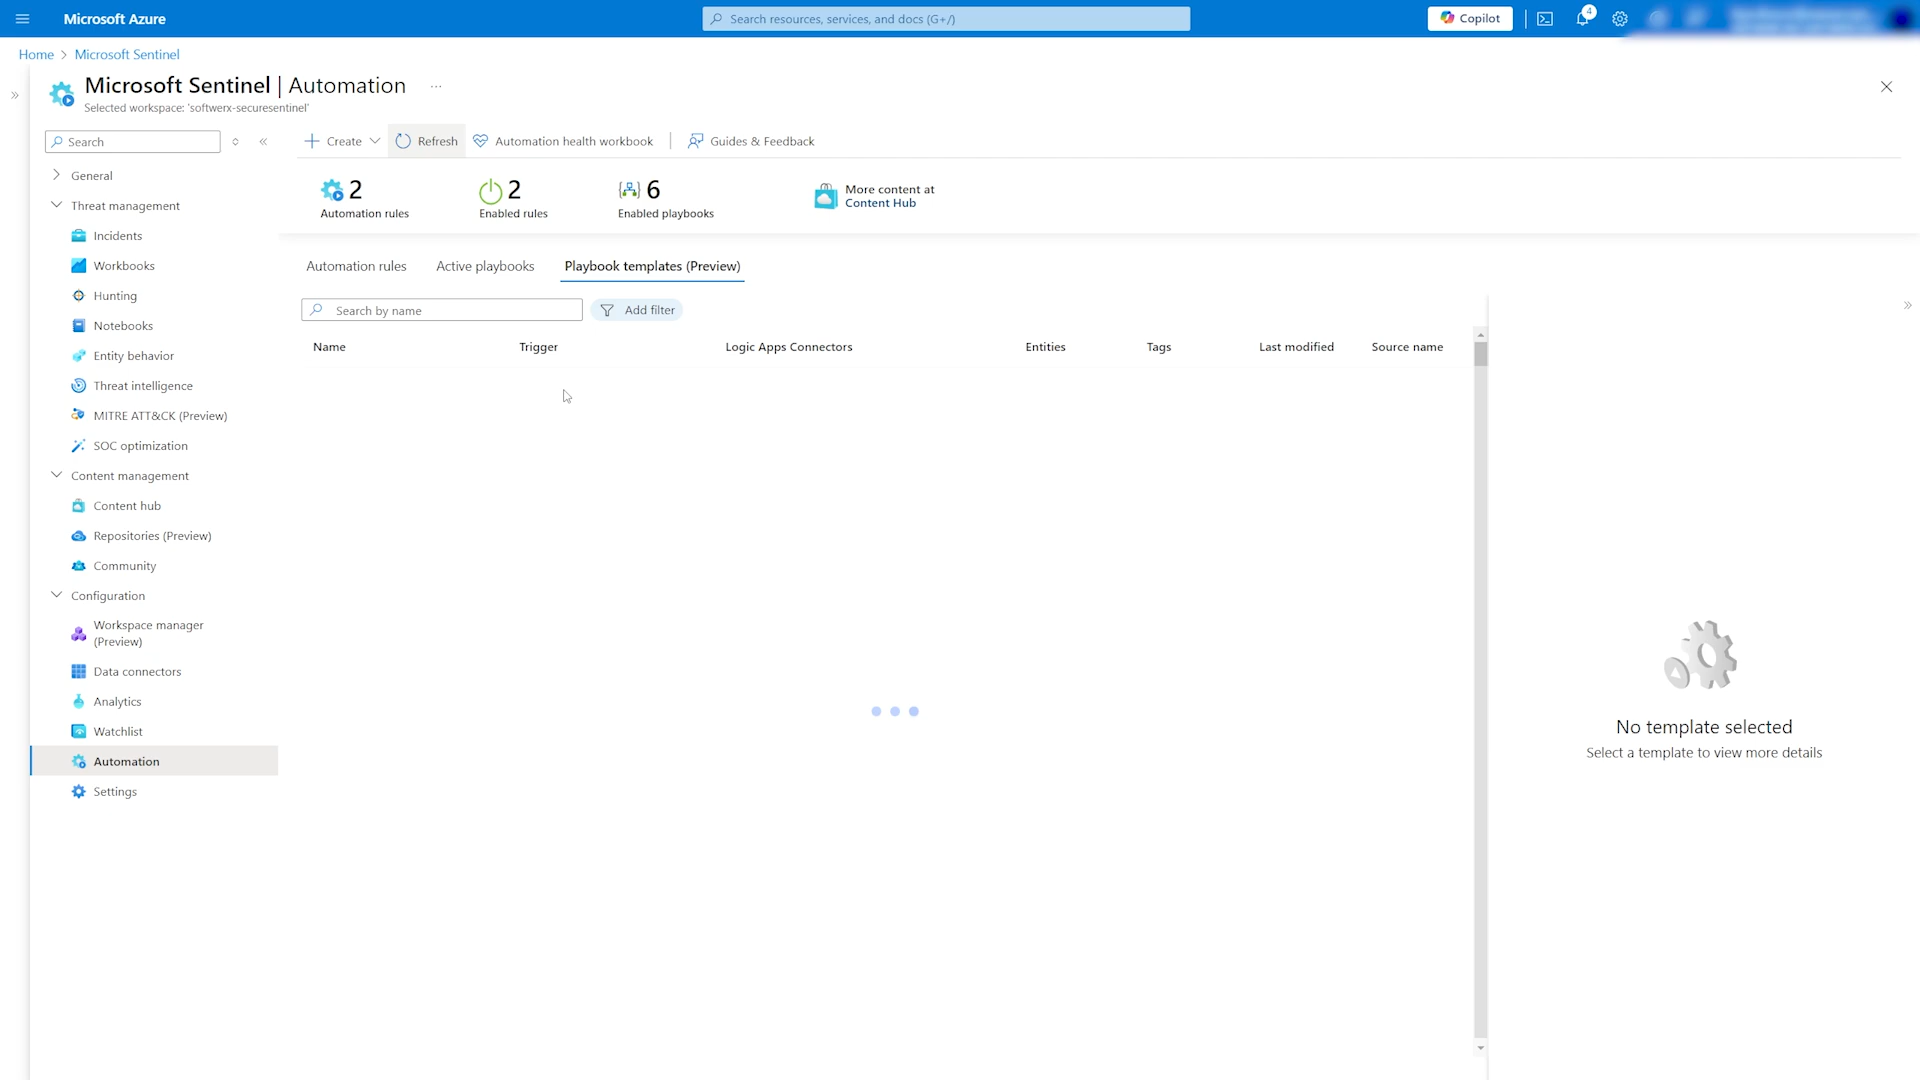 Microsoft Azure
Search resources, services, and docs (G+/)
Copilot
4
Home > Microsoft Sentinel
Microsoft Sentinel | Automation ...
Selected workspace: 'softwerx-securesentinel'
Search
Create
Refresh
Automation health workbook
Guides & Feedback
General
Threat management
Incidents
Workbooks
Hunting
Notebooks
Entity behavior
Threat intelligence
MITRE ATT&CK (Preview)
SOC optimization
Content management
Content hub
Repositories (Preview)
Community
Configuration
Workspace manager
(Preview)
Data connectors
Analytics
Watchlist
Automation
Settings
2
Automation rules
2
Enabled rules
6
Enabled playbooks
More content at
Content Hub
Automation rules
Active playbooks
Playbook templates (Preview)
Search by name
Add filter
Name
Trigger
Logic Apps Connectors
Entities
Tags
Last modified
Source name
No template selected
Select a template to view more details